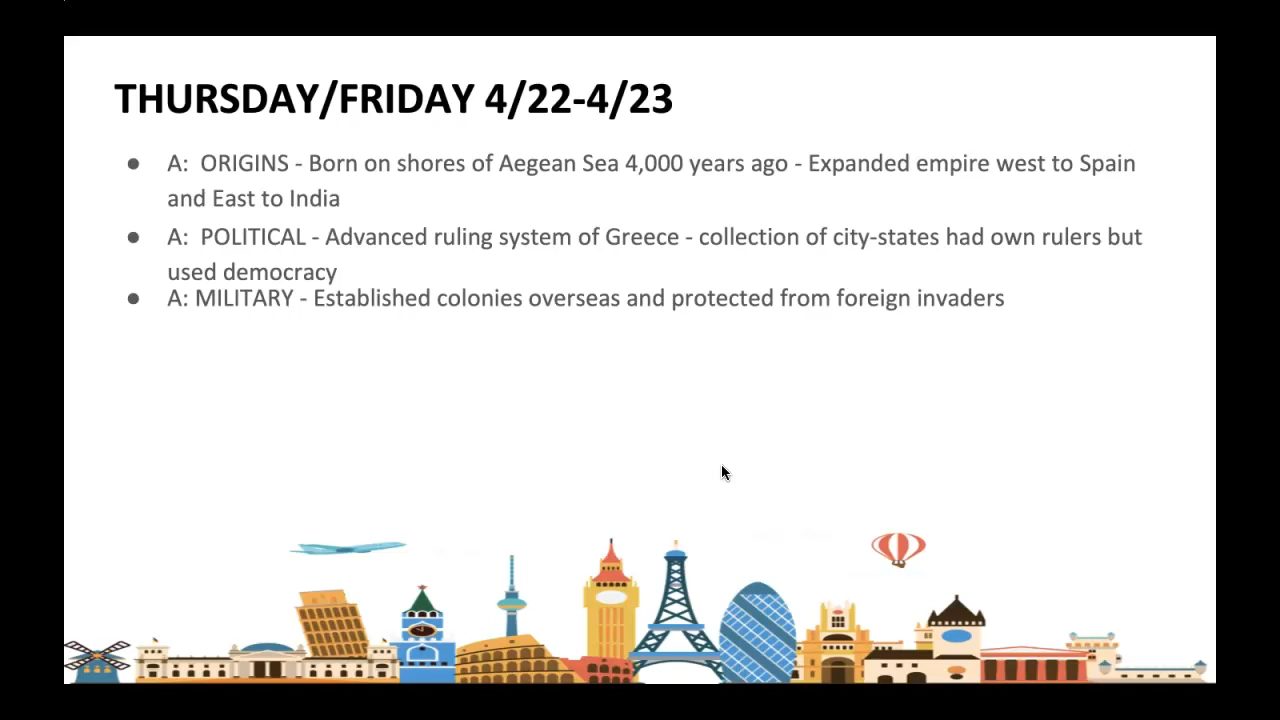 THURSDAY/FRIDAY 4/22-4/23
● A:  ORIGINS - Born on shores of Aegean Sea 4,000 years ago - Expanded empire west to Spain
and East to India
● A:  POLITICAL - Advanced ruling system of Greece - collection of city-states had own rulers but
used democracy
● A: MILITARY - Established colonies overseas and protected from foreign invaders